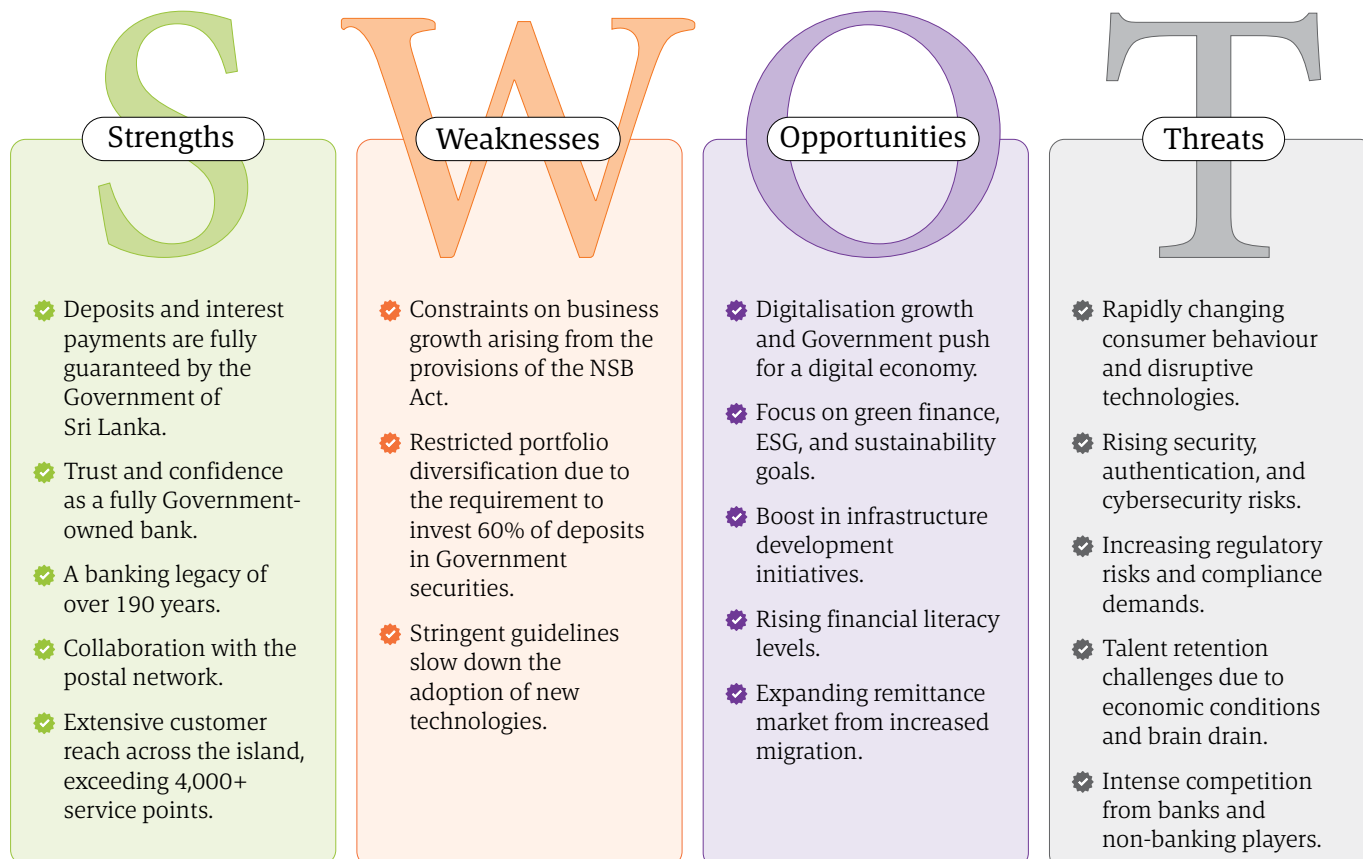 S
Strengths
Deposits and interest
payments are fully
guaranteed by the
Government of
Sri Lanka.
Trust and confidence
as a fully Government-
owned bank.
A banking legacy of
over 190 years.
Collaboration with the
postal network.
Extensive customer
reach across the island,
exceeding 4,000+
service points.
W
Weaknesses
Constraints on business
growth arising from the
provisions of the NSB
Act.
Restricted portfolio
diversification due to
the requirement to
invest 60% of deposits
in Government
securities.
Stringent guidelines
slow down the
adoption of new
technologies.
O
Opportunities
Digitalisation growth
and Government push
for a digital economy.
Focus on green finance,
ESG, and sustainability
goals.
Boost in infrastructure
development
initiatives.
Rising financial literacy
levels.
Expanding remittance
market from increased
migration.
T
Threats
Rapidly changing
consumer behaviour
and disruptive
technologies.
Rising security,
authentication, and
cybersecurity risks.
Increasing regulatory
risks and compliance
demands.
Talent retention
challenges due to
economic conditions
and brain drain.
Intense competition
from banks and
non-banking players.